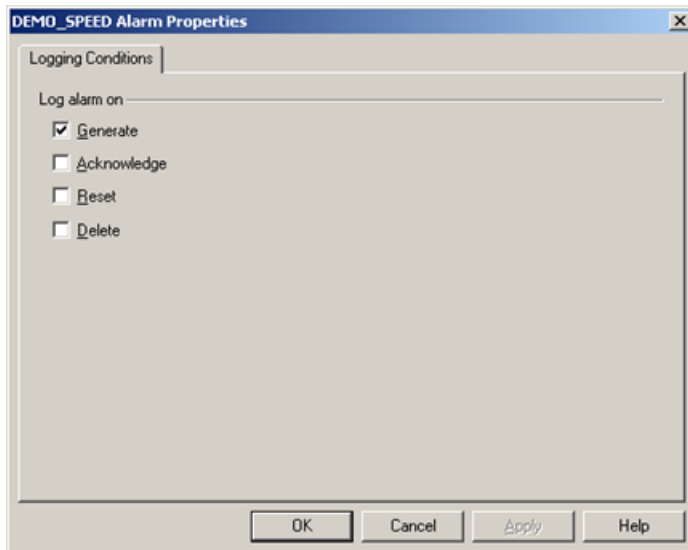 DEMO_SPEED Alarm Properties
Logging Conditions
Log alarm on
Generate
Acknowledge
Reset
Delete
OK Cancel Apply Help